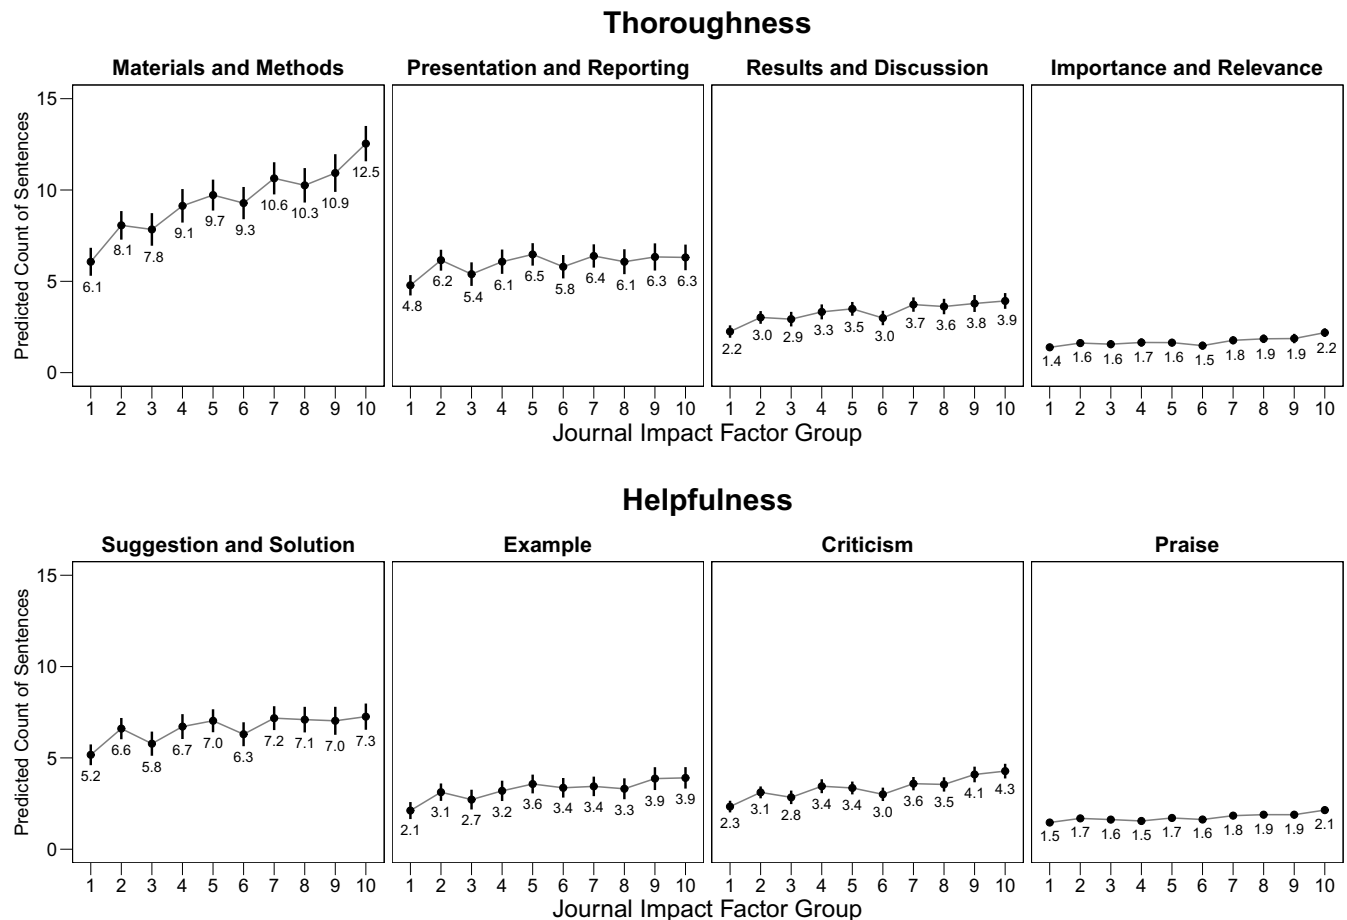 Thoroughness
Materials and Methods
Presentation and Reporting
Results and Discussion
Importance and Relevance
Predicted Count of Sentences
15
10
5
0
6.1 8.1 7.8 9.1 9.7 9.3 10.6 10.3 10.9 12.5
4.8 6.2 5.4 6.1 6.5 5.8 6.4 6.1 6.3 6.3
2.2 3.0 2.9 3.3 3.5 3.0 3.7 3.6 3.8 3.9
1.4 1.6 1.6 1.7 1.6 1.5 1.8 1.9 1.9 2.2
1 2 3 4 5 6 7 8 9 10
1 2 3 4 5 6 7 8 9 10
1 2 3 4 5 6 7 8 9 10
1 2 3 4 5 6 7 8 9 10
Journal Impact Factor Group
Helpfulness
Suggestion and Solution
Example
Criticism
Praise
Predicted Count of Sentences
15
10
5
0
5.2 6.6 5.8 6.7 7.0 6.3 7.2 7.1 7.0 7.3
2.1 3.1 2.7 3.2 3.6 3.4 3.4 3.3 3.9 3.9
2.3 3.1 2.8 3.4 3.4 3.0 3.6 3.5 4.1 4.3
1.5 1.7 1.6 1.5 1.7 1.6 1.8 1.9 1.9 2.1
1 2 3 4 5 6 7 8 9 10
1 2 3 4 5 6 7 8 9 10
1 2 3 4 5 6 7 8 9 10
1 2 3 4 5 6 7 8 9 10
Journal Impact Factor Group